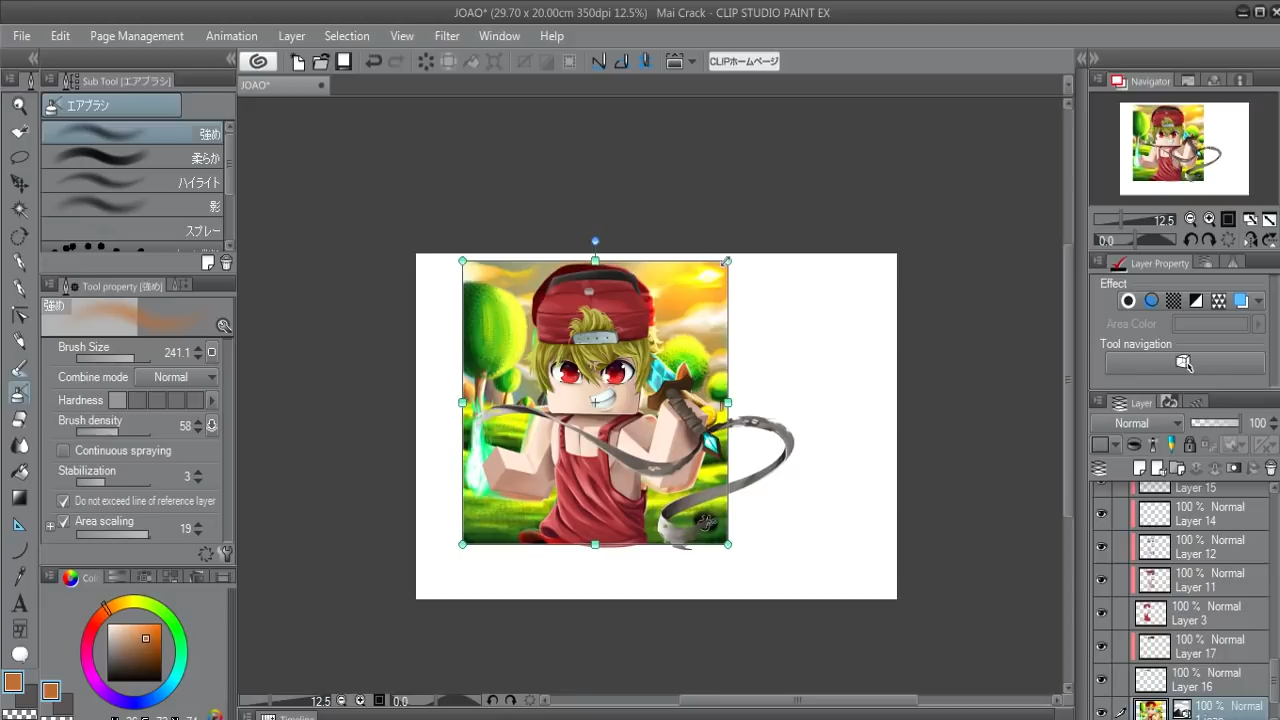 JOAO* (29.70 x 20.00cm 350dpi 12.5%)  Mai Crack - CLIP STUDIO PAINT EX
File Edit Page Management Animation Layer Selection View Filter Window Help
Sub Tool [エアブラシ]
エアブラシ
強め
柔らか
ハイライト
影
スプレー
Tool property [強め]
強め
Brush Size 241.1
Combine mode Normal
Hardness
Brush density 58
Continuous spraying
Stabilization 3
Do not exceed line of reference layer
Area scaling 19
CLIPホームページ
JOAO*
12.5 0.0
Navigator
12.5
0.0
Layer Property
Effect
Area Color
Tool navigation
Layer
Normal 100
Layer 15
100 % Normal
Layer 14
100 % Normal
Layer 12
100 % Normal
Layer 11
100 % Normal
Layer 3
100 % Normal
Layer 17
100 % Normal
Layer 16
100 % Normal